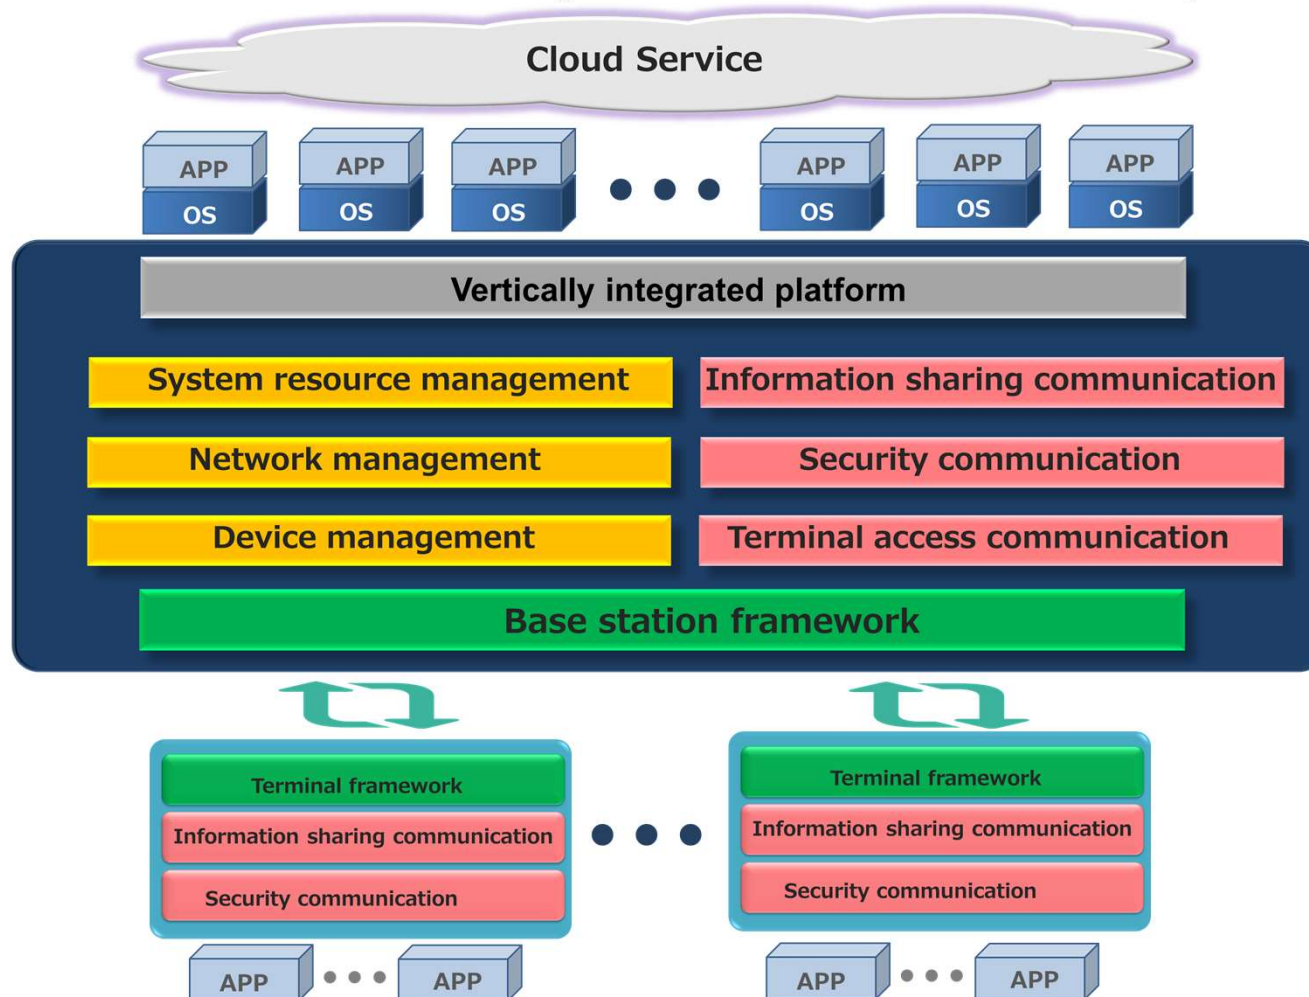 Cloud Service
APP APP APP APP APP APP
OS OS OS OS OS OS
Vertically integrated platform
System resource management
Information sharing communication
Network management
Security communication
Device management
Terminal access communication
Base station framework
Terminal framework
Information sharing communication
Security communication
Terminal framework
Information sharing communication
Security communication
APP APP
APP APP